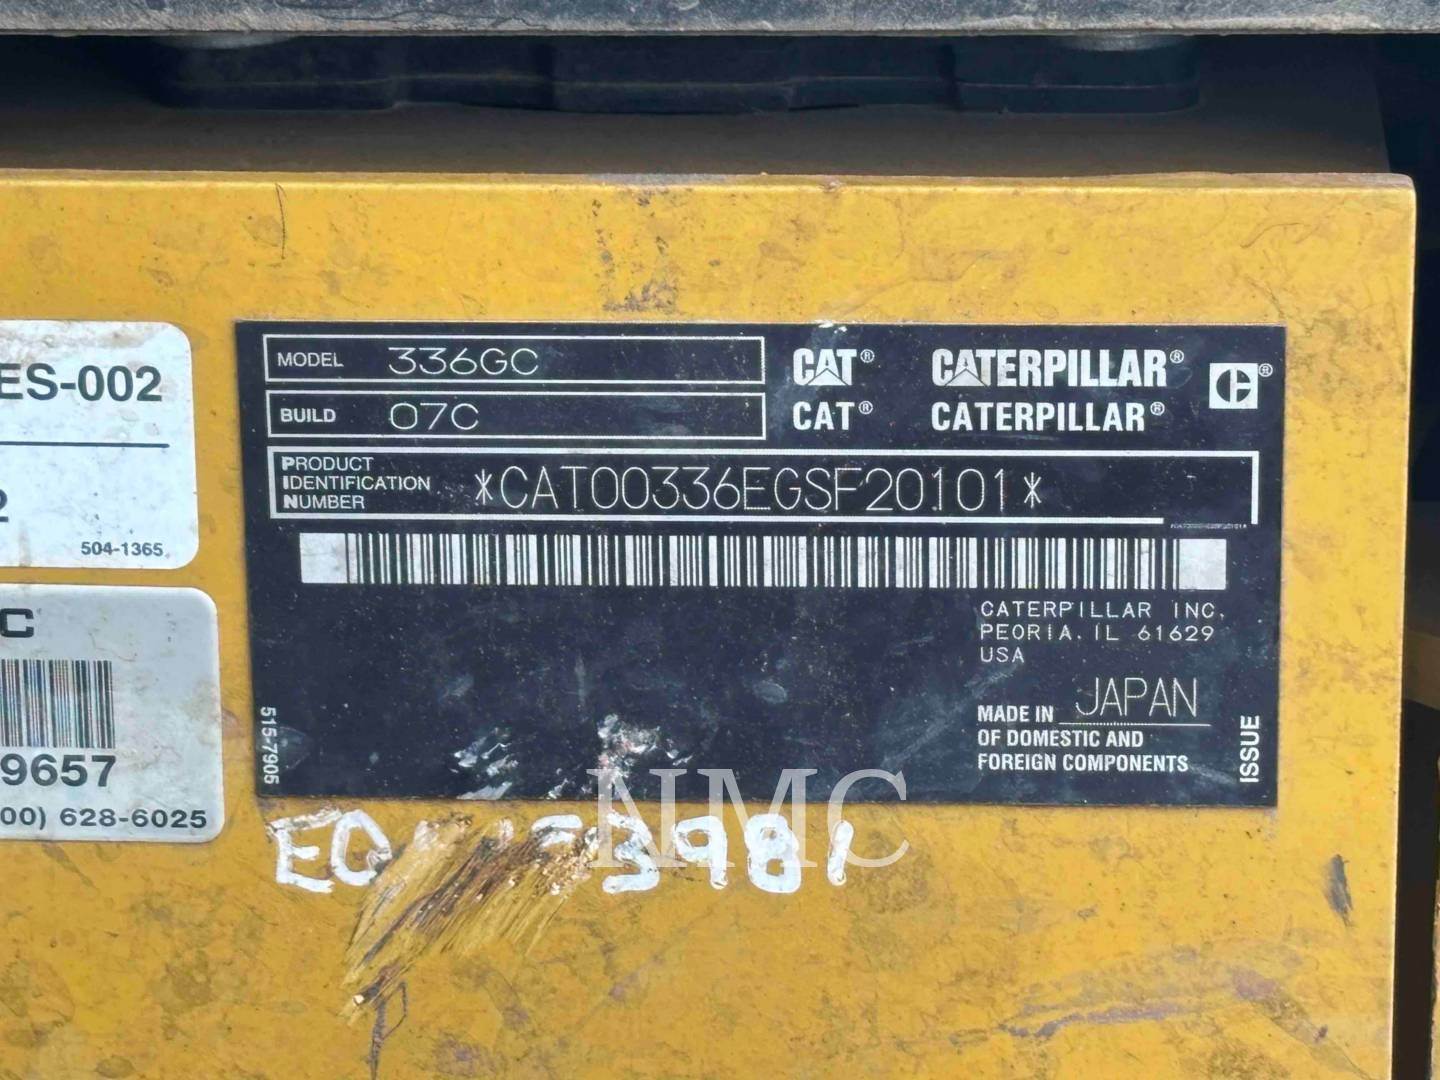 ES-002
2
504-1365
C
9657
00) 628-6025
MODEL 336GC
BUILD 07C
CAT® CATERPILLAR®
CAT® CATERPILLAR®
C®
PRODUCT
IDENTIFICATION
NUMBER
*CAT00336EGSF20101*
CATERPILLAR INC.
PEORIA, IL 61629
USA
MADE IN JAPAN
OF DOMESTIC AND
FOREIGN COMPONENTS
ISSUE
515-7905
NMC
EQ 3981